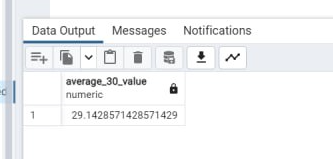 Data Output Messages Notifications
average_30_value
numeric
1 29.1428571428571429